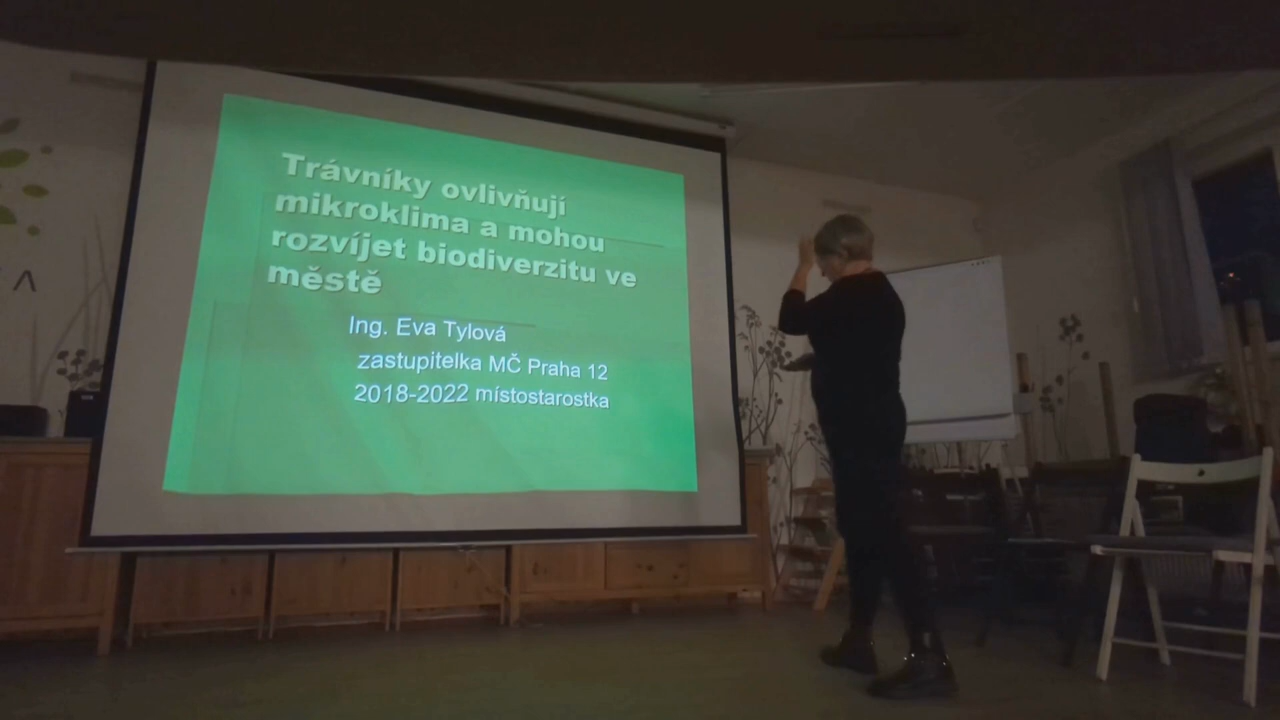 Trávníky ovlivňují
mikroklima a mohou
rozvíjet biodiverzitu ve
městě
Ing. Eva Tylová
zastupitelka MČ Praha 12
2018-2022 místostarostka